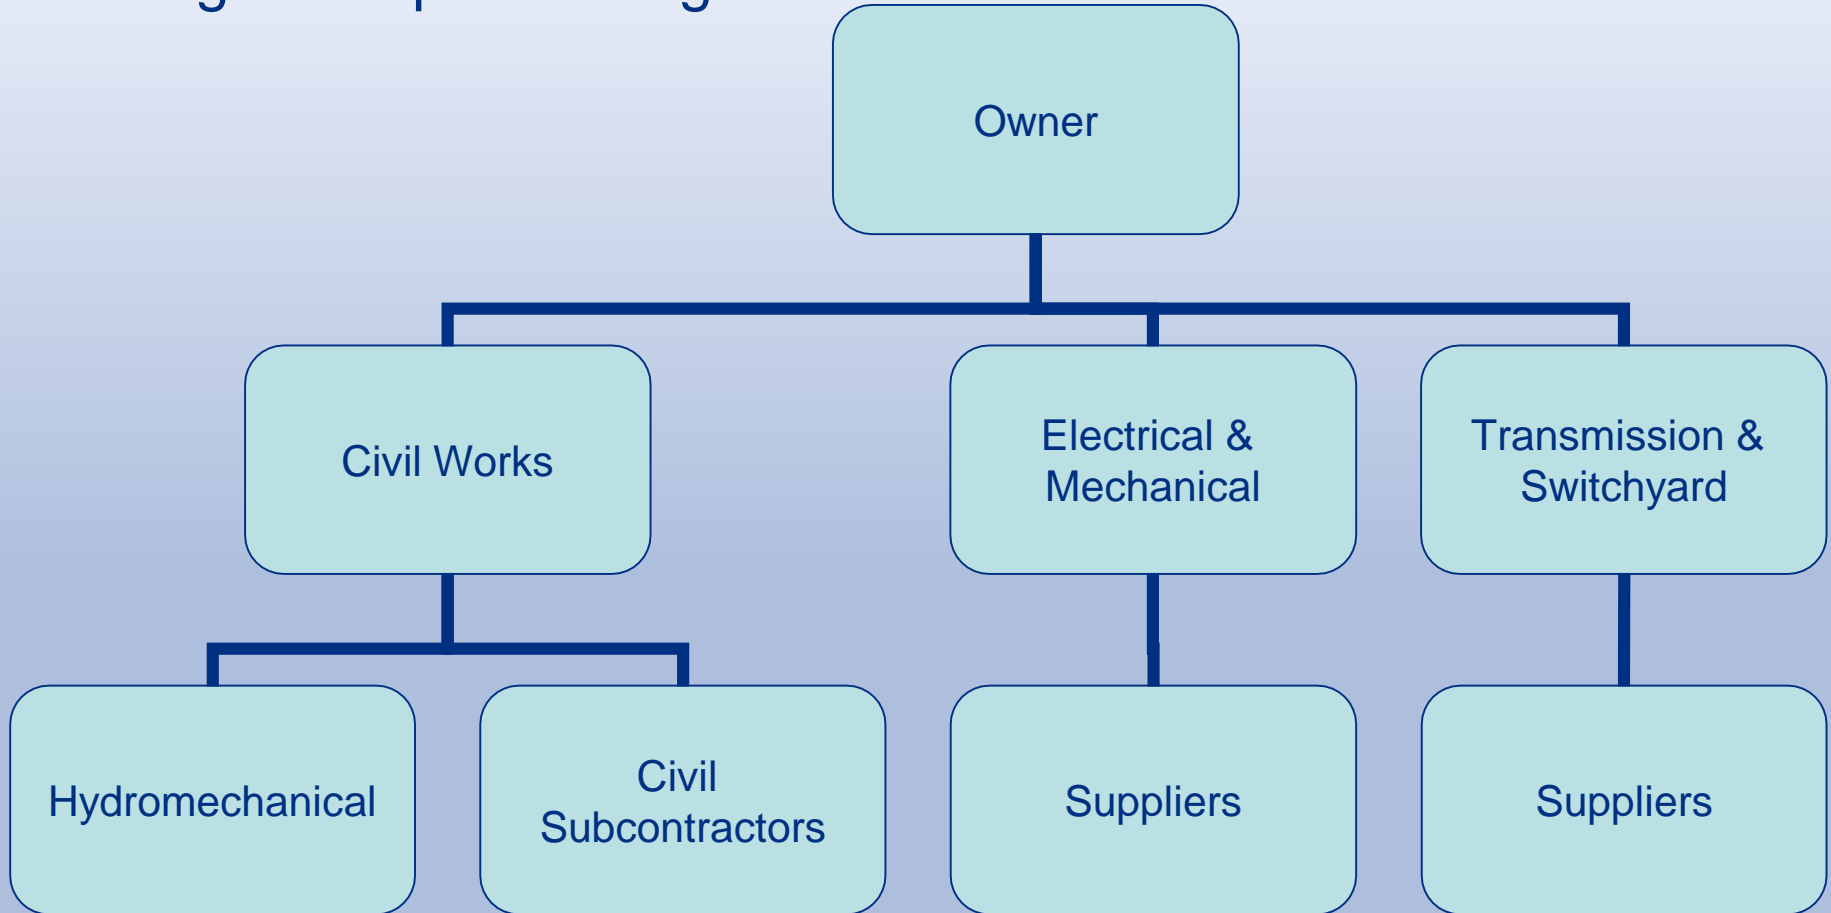 Owner
Civil Works
Electrical &
Mechanical
Transmission &
Switchyard
Hydromechanical
Civil
Subcontractors
Suppliers
Suppliers